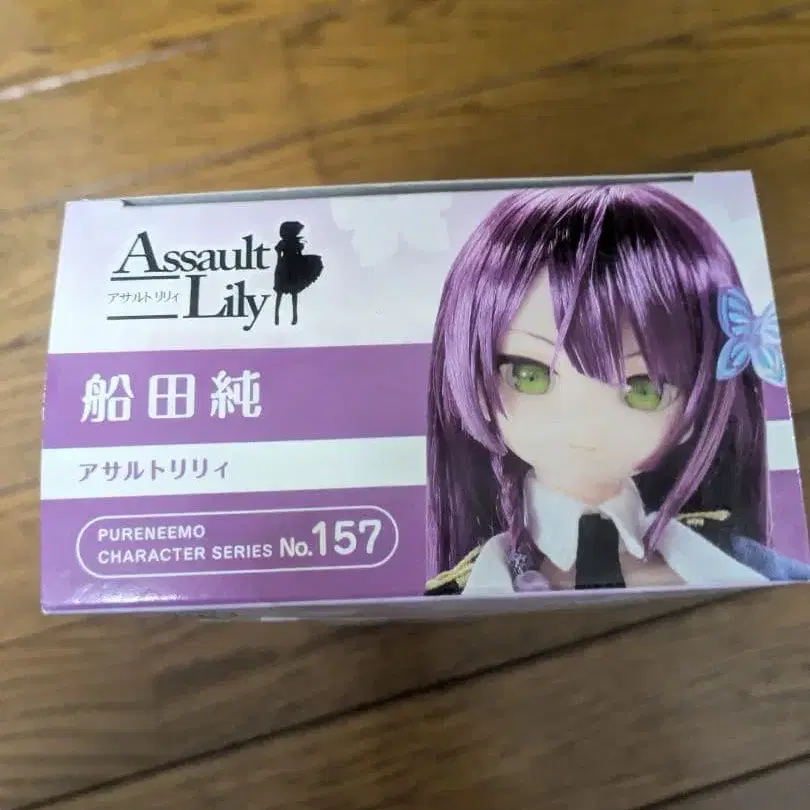 Assault
アサルトリリィ
Lily
船田純
アサルトリリィ
PURENEEMO
CHARACTER SERIES No.157